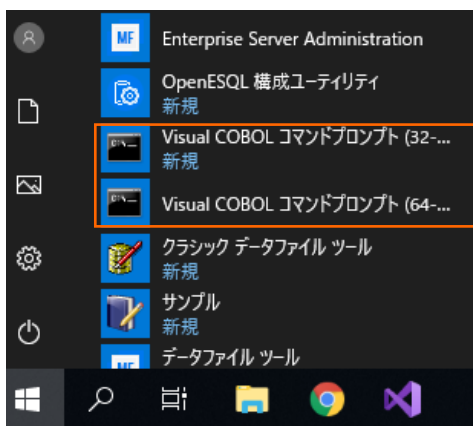 MF Enterprise Server Administration
OpenESQL 構成ユーティリティ
新規
Visual COBOL コマンドプロンプト (32-...
新規
Visual COBOL コマンドプロンプト (64-...
クラシック データファイル ツール
新規
サンプル
新規
MF データファイル ツール